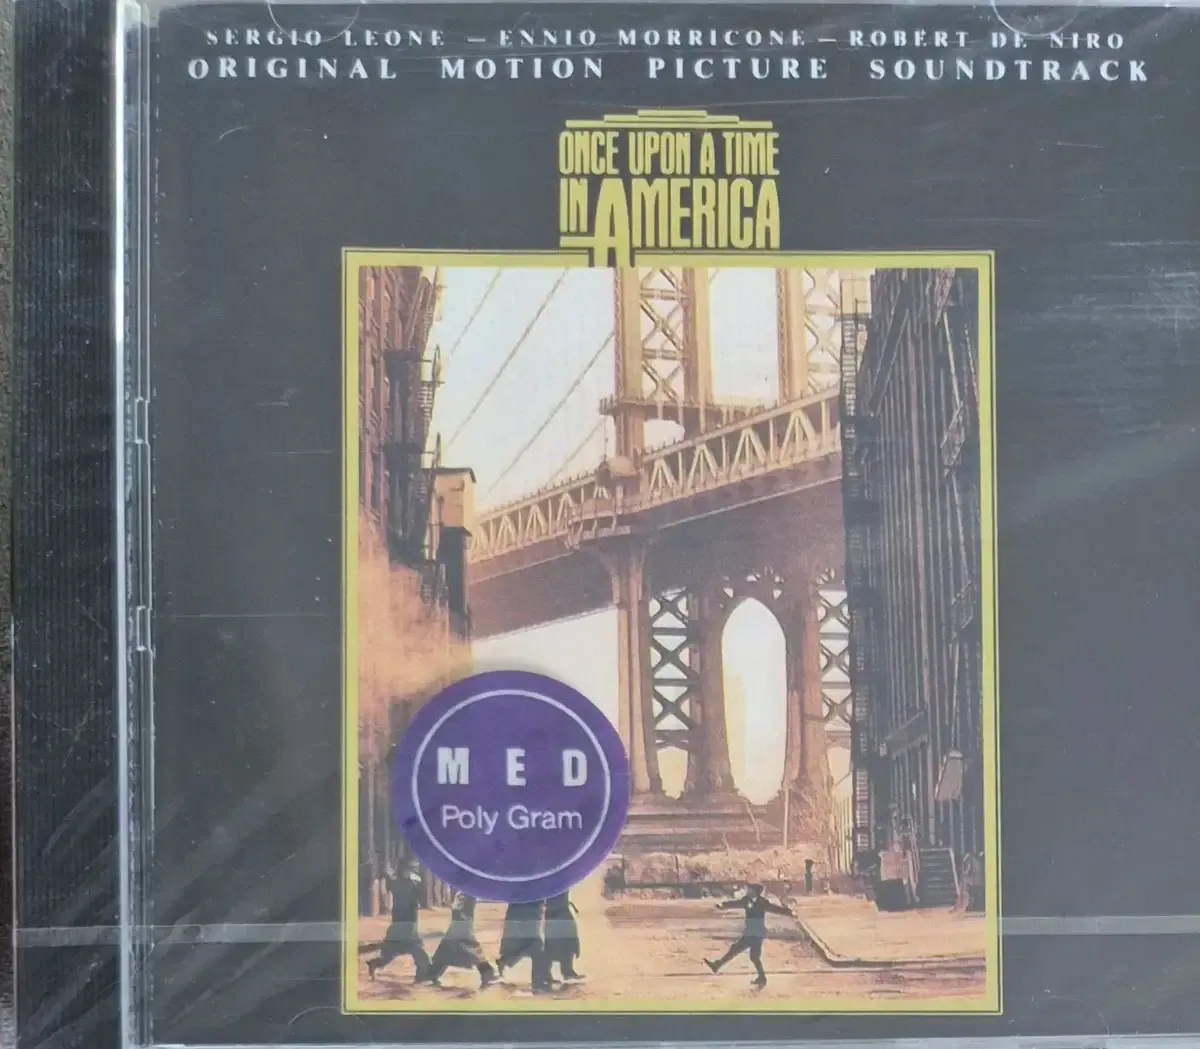 SERGIO LEONE – ENNIO MORRICONE – ROBERT DE NIRO
ORIGINAL MOTION PICTURE SOUNDTRACK
ONCE UPON A TIME
IN AMERICA
MED
Poly Gram